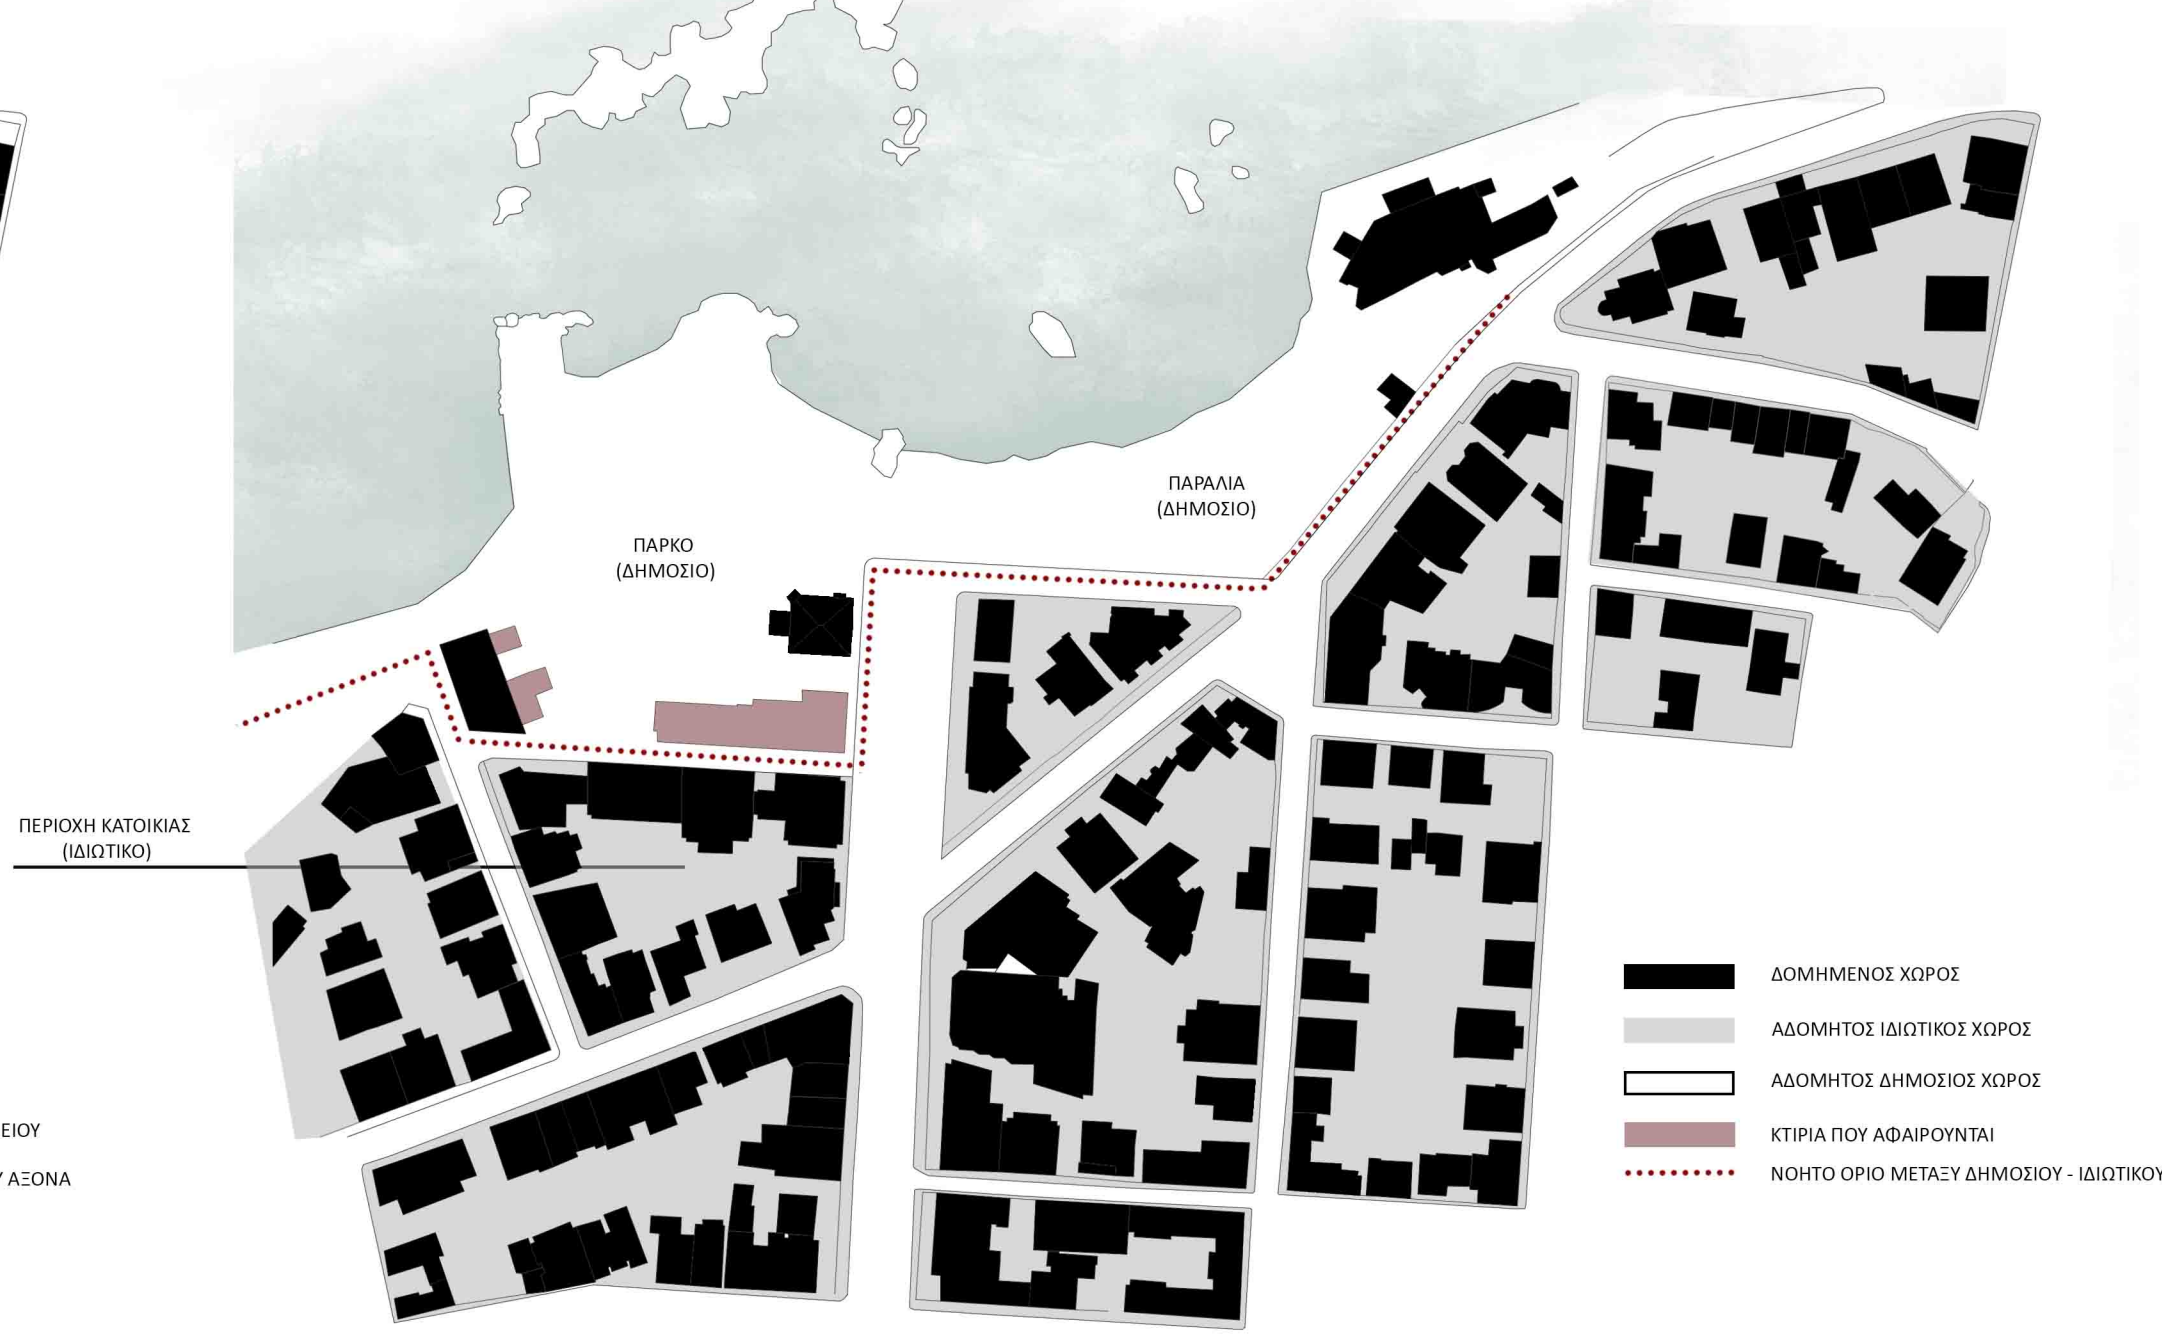 ΠΑΡΑΛΙΑ
(ΔΗΜΟΣΙΟ)
ΠΑΡΚΟ
(ΔΗΜΟΣΙΟ)
ΠΕΡΙΟΧΗ ΚΑΤΟΙΚΙΑΣ
(ΙΔΙΩΤΙΚΟ)
ΔΟΜΗΜΕΝΟΣ ΧΩΡΟΣ
ΑΔΟΜΗΤΟΣ ΙΔΙΩΤΙΚΟΣ ΧΩΡΟΣ
ΑΔΟΜΗΤΟΣ ΔΗΜΟΣΙΟΣ ΧΩΡΟΣ
ΚΤΙΡΙΑ ΠΟΥ ΑΦΑΙΡΟΥΝΤΑΙ
ΝΟΗΤΟ ΟΡΙΟ ΜΕΤΑΞΥ ΔΗΜΟΣΙΟΥ - ΙΔΙΩΤΙΚΟΥ
ΕΙΟΥ
Υ ΑΞΟΝΑ